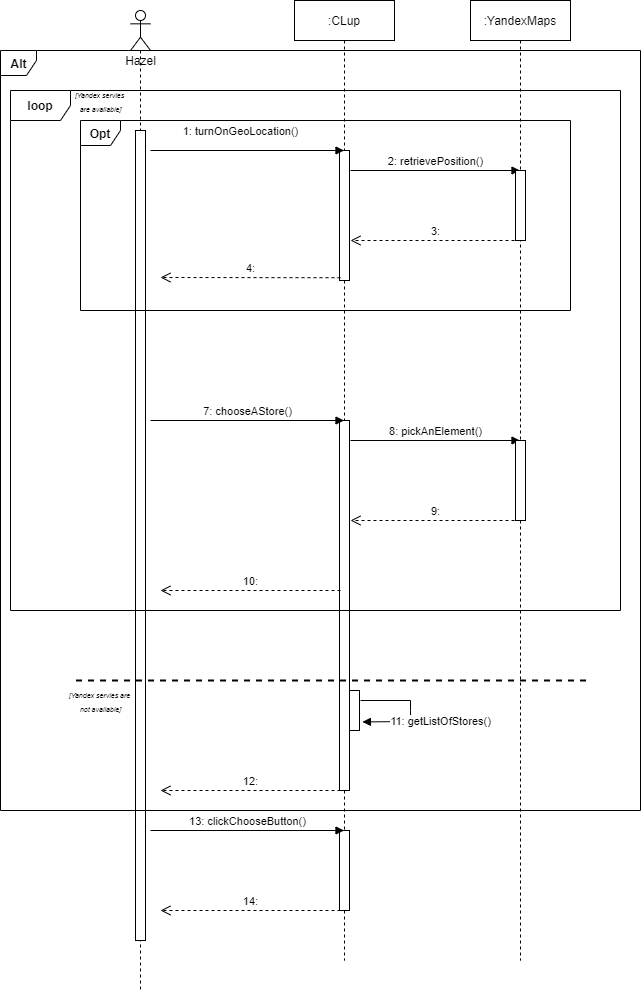 :CLup
:YandexMaps
Hazel
Alt
[Yandex servies
are available]
loop
Opt
1: turnOnGeoLocation()
2: retrievePosition()
3:
4:
7: chooseAStore()
8: pickAnElement()
9:
10:
[Yandex servies are
not available]
11: getListOfStores()
12:
13: clickChooseButton()
14: